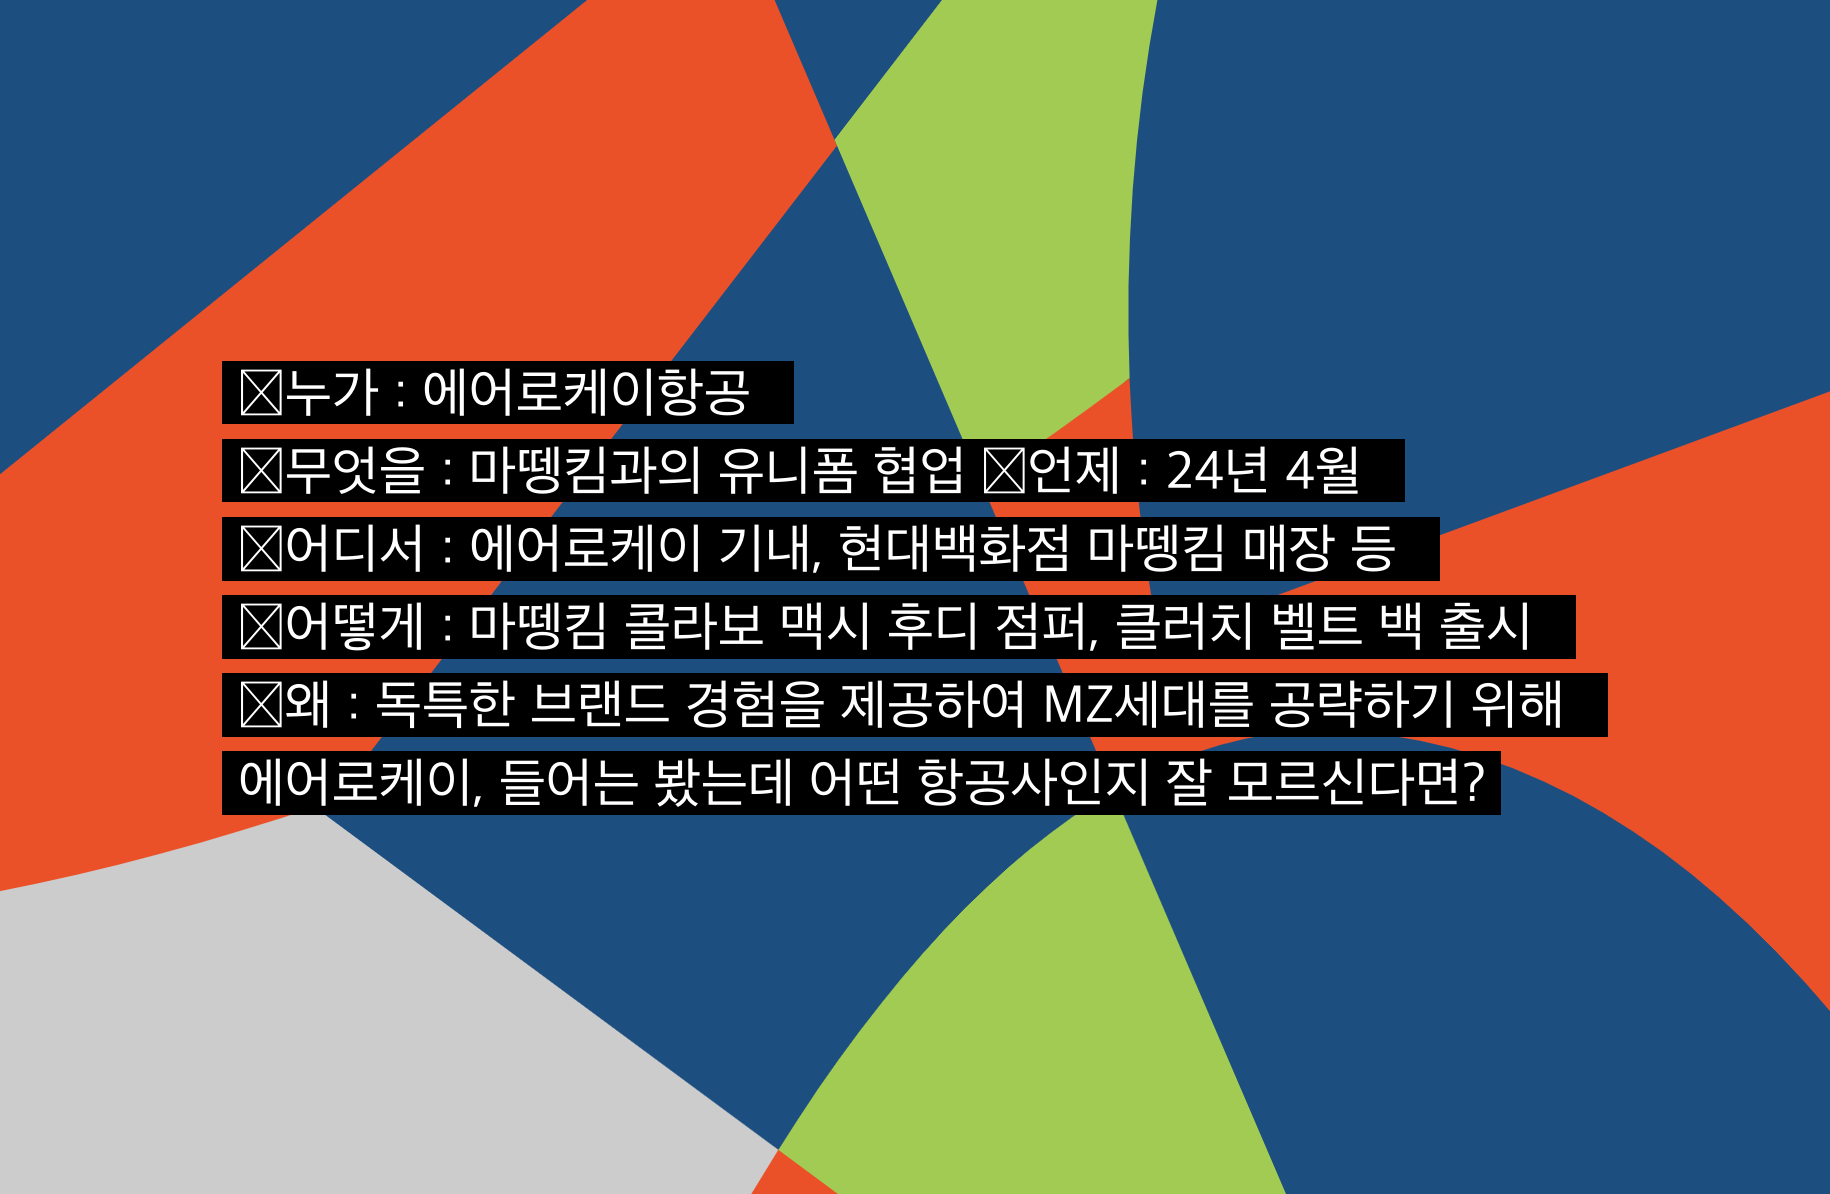 누가 : 에어로케이항공
무엇을 : 마뗑킴과의 유니폼 협업 언제 : 24년 4월
어디서 : 에어로케이 기내, 현대백화점 마뗑킴 매장 등
어떻게 : 마뗑킴 콜라보 맥시 후디 점퍼, 클러치 벨트 백 출시
왜 : 독특한 브랜드 경험을 제공하여 MZ세대를 공략하기 위해
에어로케이, 들어는 봤는데 어떤 항공사인지 잘 모르신다면?